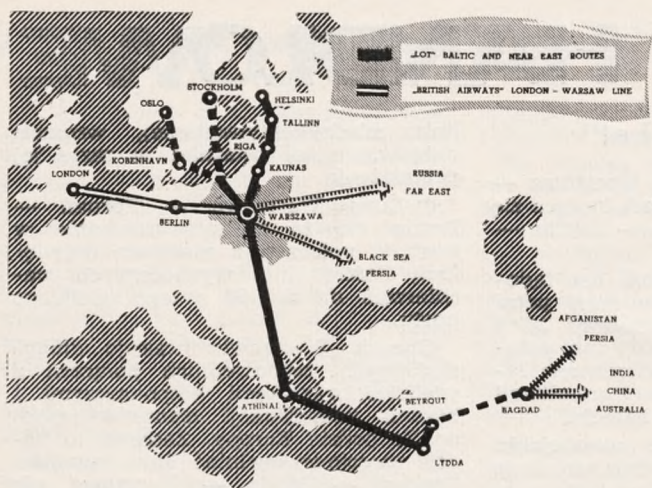 „LOT" BALTIC AND NEAR EAST ROUTES
„BRITISH AIRWAYS" LONDON - WARSAW LINE
STOCKHOLM
OSLO
HELSINKI
TALLINN
RIGA
KOBENHAVN
KAUNAS
LONDON
RUSSIA
FAR EAST
BERLIN
WARSZAWA
BLACK SEA
PERSIA
AFGANISTAN
PERSIA
INDIA
CHINA
AUSTRALIA
ATHINAI
BEYROUT
BAGDAD
LYDDA